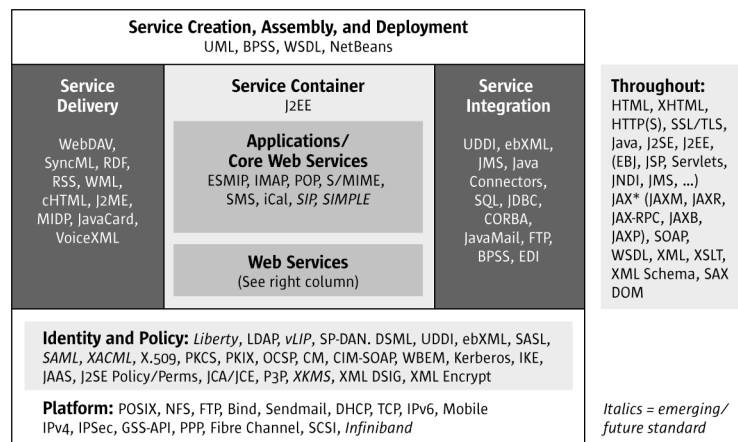 Service Creation, Assembly, and Deployment
UML, BPSS, WSDL, NetBeans
Service
Delivery
WebDAV,
SyncML, RDF,
RSS, WML,
cHTML, J2ME,
MIDP, JavaCard,
VoiceXML
Service Container
J2EE
Applications/
Core Web Services
ESMIP, IMAP, POP, S/MIME,
SMS, iCal, SIP, SIMPLE
Web Services
(See right column)
Service
Integration
UDDI, ebXML,
JMS, Java
Connectors,
SQL, JDBC,
CORBA,
JavaMail, FTP,
BPSS, EDI
Throughout:
HTML, XHTML,
HTTP(S), SSL/TLS,
Java, J2SE, J2EE,
(EBJ, JSP, Servlets,
JNDI, JMS, ...)
JAX* (JAXM, JAXR,
JAX-RPC, JAXB,
JAXP), SOAP,
WSDL, XML, XSLT,
XML Schema, SAX
DOM
Identity and Policy: Liberty, LDAP, vLIP, SP-DAN. DSML, UDDI, ebXML, SASL,
SAML, XACML, X.509, PKCS, PKIX, OCSP, CM, CIM-SOAP, WBEM, Kerberos, IKE,
JAAS, J2SE Policy/Perms, JCA/JCE, P3P, XKMS, XML DSIG, XML Encrypt
Platform: POSIX, NFS, FTP, Bind, Sendmail, DHCP, TCP, IPv6, Mobile
IPv4, IPSec, GSS-API, PPP, Fibre Channel, SCSI, Infiniband
Italics = emerging/
future standard